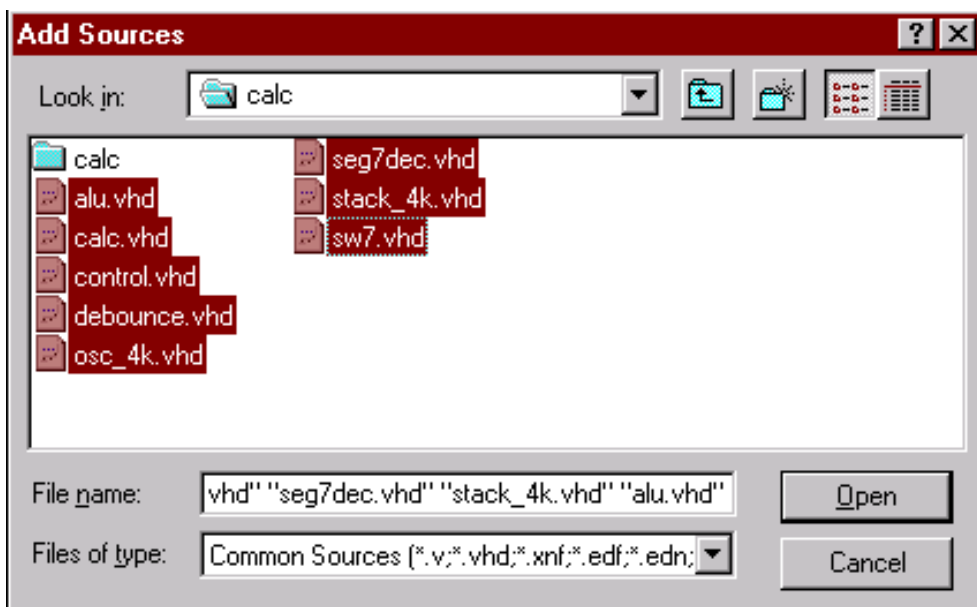 Add Sources
Look in:
calc
calc
alu.vhd
calc.vhd
control.vhd
debounce.vhd
osc_4k.vhd
seg7dec.vhd
stack_4k.vhd
sw7.vhd
File name:
vhd" "seg7dec.vhd" "stack_4k.vhd" "alu.vhd"
Open
Files of type:
Common Sources (*.v;*.vhd;*.xnf;*.edf;*.edn;
Cancel